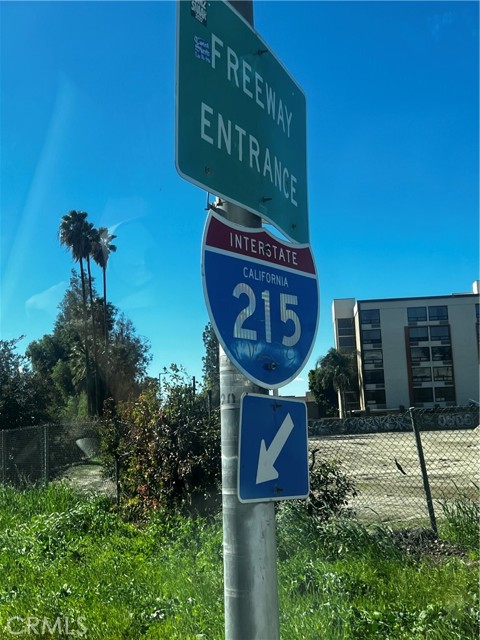 FREEWAY
ENTRANCE
INTERSTATE
CALIFORNIA
215
CRMLS